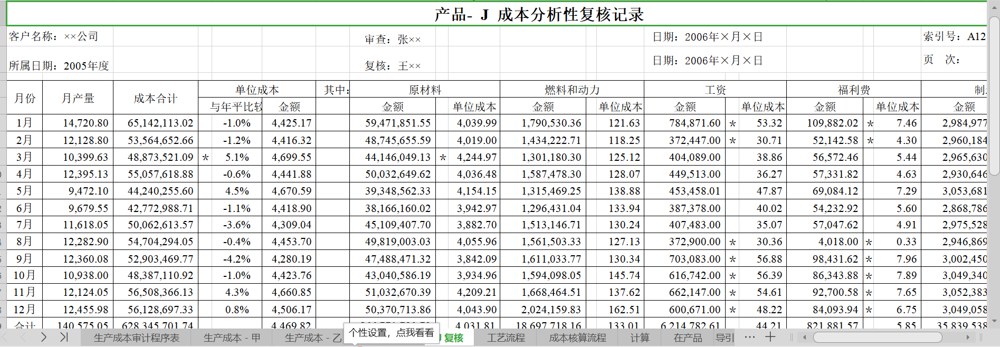 产品- J 成本分析性复核记录
客户名称：××公司 审查：张×× 日期：2006年×月×日 索引号：A12
所属日期：2005年度 复核：王×× 日期：2006年×月×日 页 次：
月份 月产量 成本合计 单位成本 其中: 原材料 燃料和动力 工资 福利费
与年平比较 金额 金额 单位成本 金额 单位成本 金额 单位成本 金额 单位成本 金额
1月 14,720.80 65,142,113.02 -1.0% 4,425.17 59,471,851.55 4,039.99 1,790,530.36 121.63 784,871.60 * 53.32 109,882.02 * 7.46 2,984,977
2月 12,128.80 53,564,652.66 -1.2% 4,416.32 48,745,655.59 4,019.00 1,434,222.71 118.25 372,447.00 * 30.71 52,142.58 * 4.30 2,960,184
3月 10,399.63 48,873,521.09 * 5.1% 4,699.55 44,146,049.13 * 4,244.97 1,301,180.30 125.12 404,089.00 38.86 56,572.46 5.44 2,965,630
4月 12,395.13 55,057,618.88 -0.6% 4,441.88 50,032,649.62 4,036.48 1,587,478.30 128.07 449,513.00 36.27 57,331.82 4.63 2,930,646
5月 9,472.10 44,240,255.60 4.5% 4,670.59 39,348,562.33 4,154.15 1,315,469.25 138.88 453,458.01 47.87 69,084.12 7.29 3,053,681
6月 9,679.55 42,772,988.71 -1.1% 4,418.90 38,166,160.02 3,942.97 1,296,431.04 133.94 387,378.00 40.02 54,232.92 5.60 2,868,786
7月 11,618.05 50,062,613.57 -3.6% 4,309.04 45,109,407.70 3,882.70 1,513,146.71 130.24 407,483.00 35.07 57,047.62 4.91 2,975,528
8月 12,282.90 54,704,294.05 -0.4% 4,453.70 49,819,003.03 4,055.96 1,561,503.33 127.13 372,900.00 * 30.36 4,018.00 * 0.33 2,946,869
9月 12,360.08 52,903,469.77 -4.2% 4,280.19 47,488,471.32 3,842.09 1,611,033.77 130.34 703,083.00 * 56.88 98,431.62 * 7.96 3,002,450
10月 10,938.00 48,387,110.92 -1.0% 4,423.76 43,040,586.19 3,934.96 1,594,098.05 145.74 616,742.00 * 56.39 86,343.88 * 7.89 3,049,340
11月 12,124.05 56,508,366.13 4.3% 4,660.85 51,032,670.39 4,209.21 1,668,464.51 137.62 662,147.00 * 54.61 92,700.58 * 7.65 3,052,383
12月 12,455.98 56,128,697.33 0.8% 4,506.17 50,370,713.86 4,043.90 2,024,159.83 162.51 600,671.00 * 48.22 84,093.94 * 6.75 3,049,058
合计 140,575.05 628,345,701.74 4,469.82 4,031.81 18,697,718.16 133.01 6,214,782.61 44.21 821,881.57 5.85 35,839,538
个性设置，点我看看
生产成本审计程序表 生产成本 - 甲 生产成本 - 乙 复核 工艺流程 成本核算流程 计算 在产品 导引 ···